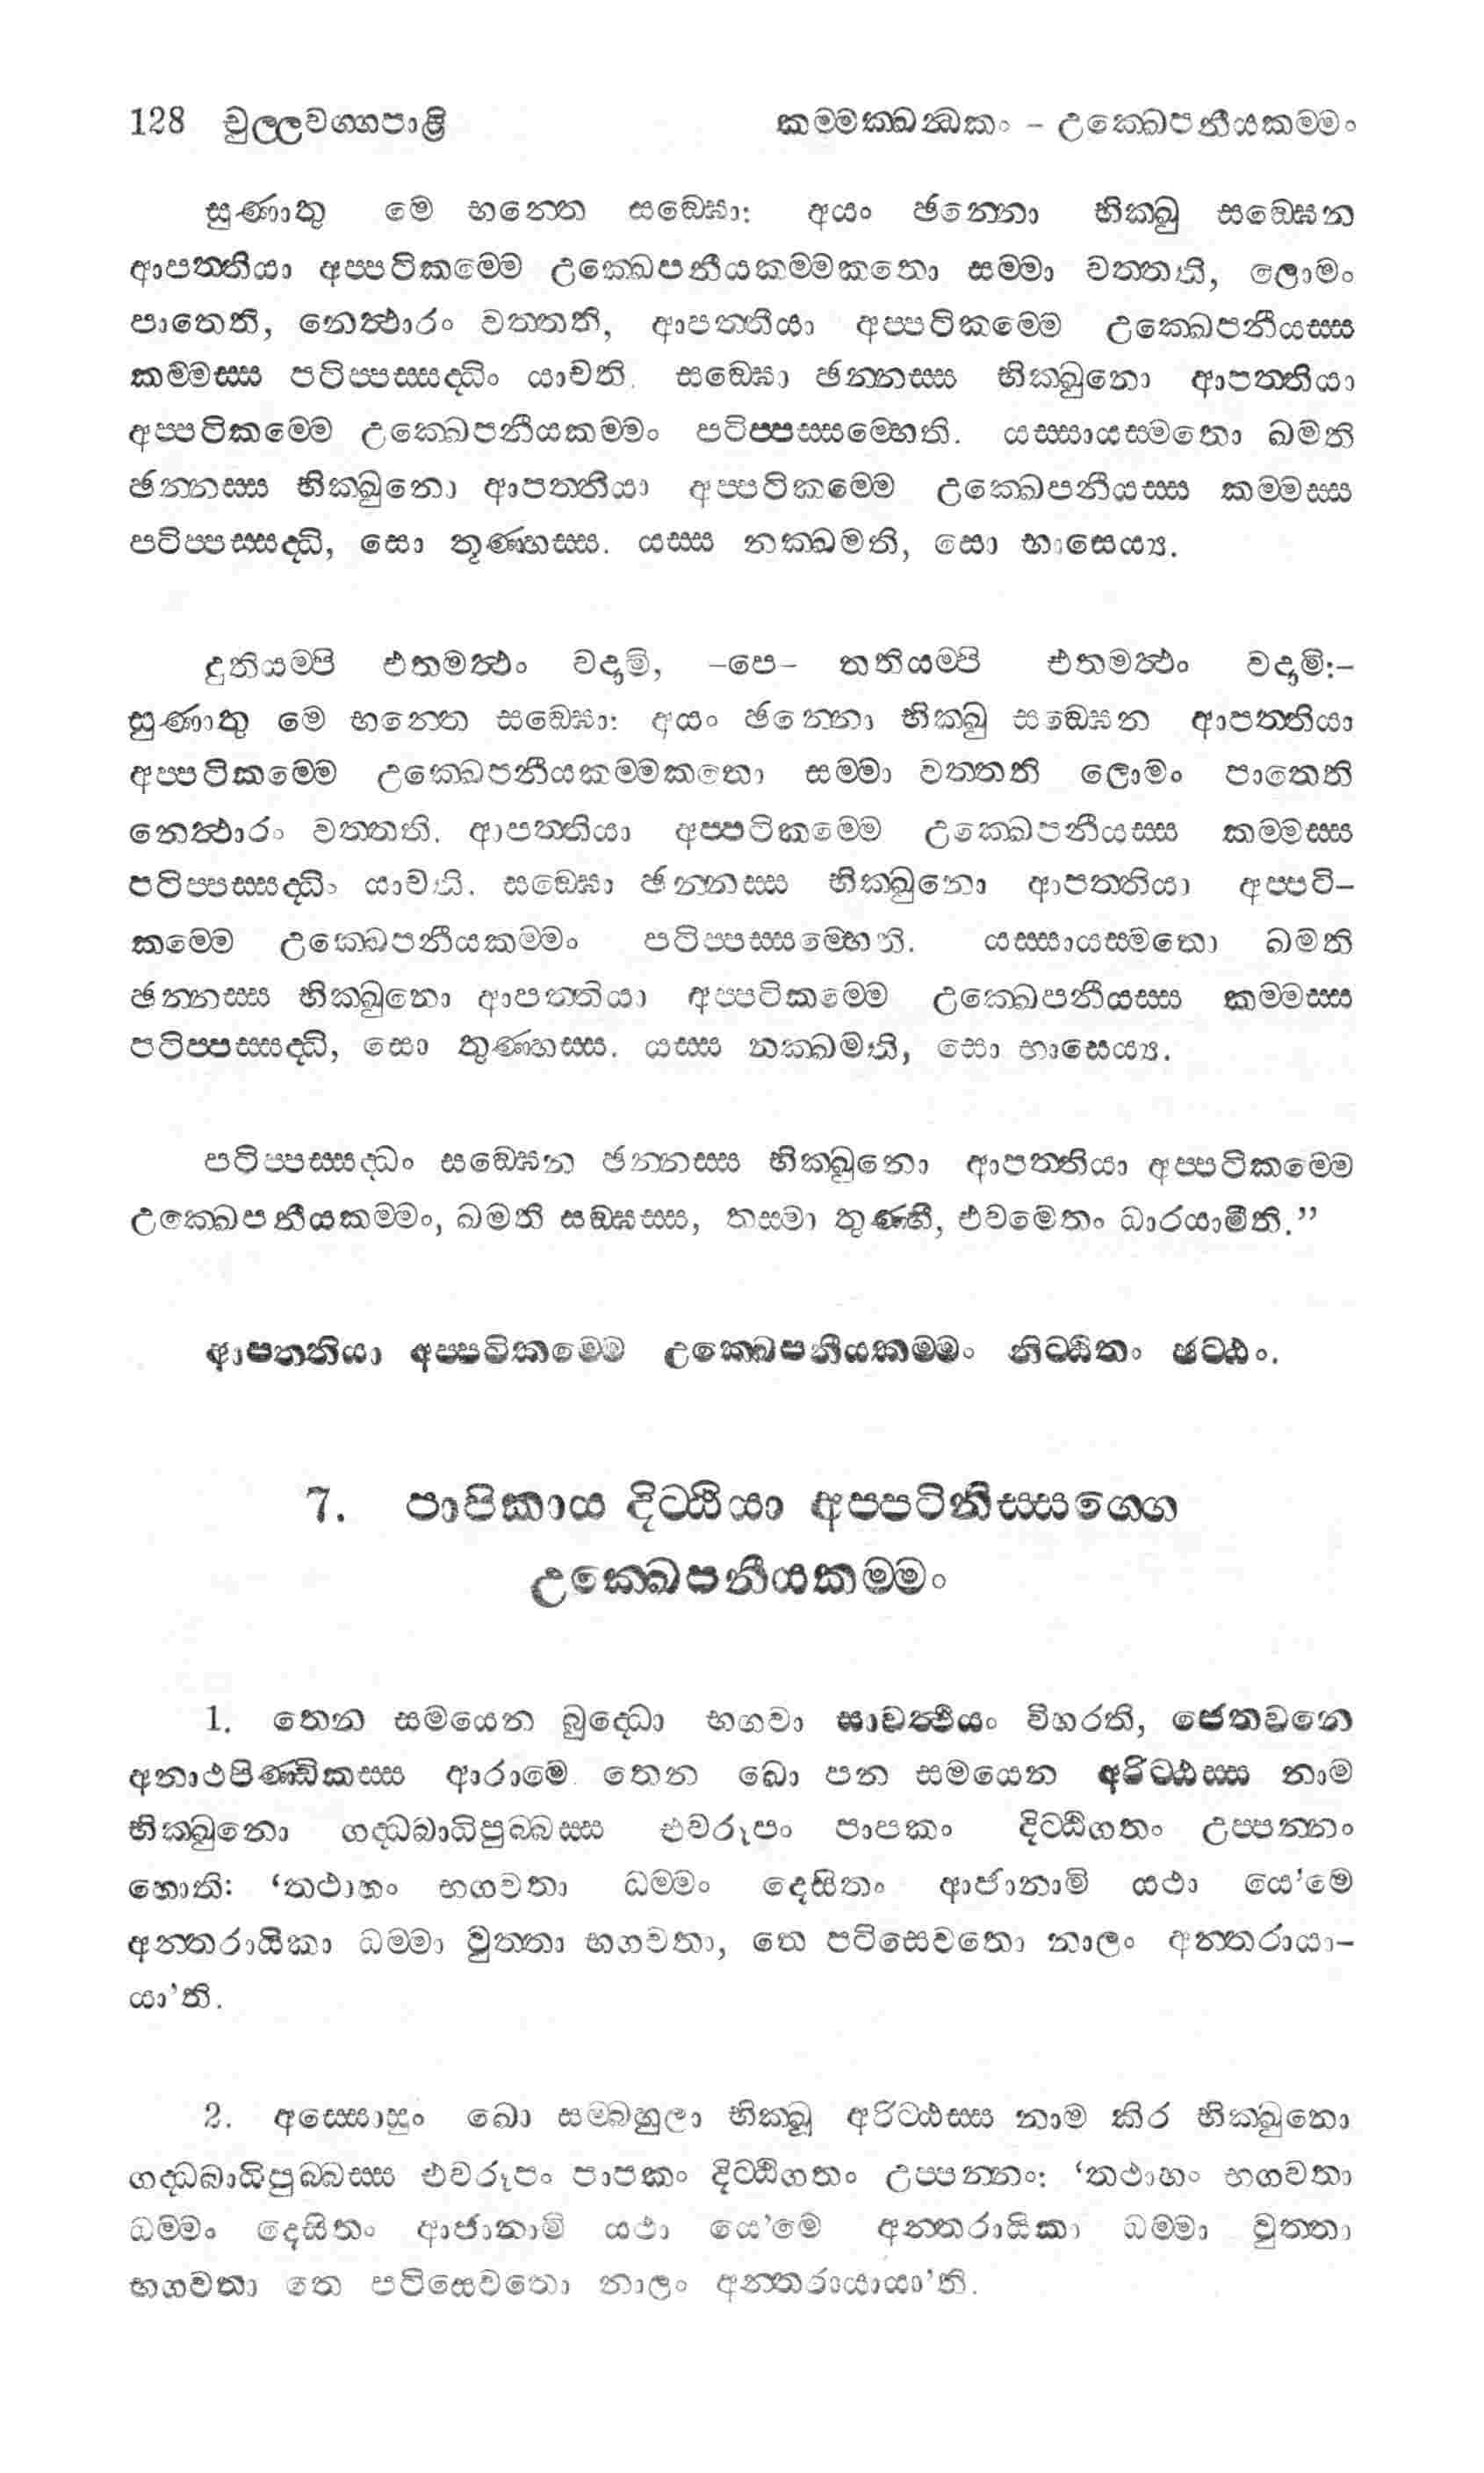 128 චුල්ලවග්ගපාළි කම්මක්ඛන්ධකං – උක්ඛෙපනීයකම්මං
සුණාතු මෙ භන්තෙ සඞ්ඝො: අයං ඡන්නො භික්ඛු සඞ්ඝෙන
ආපත්තියා අප්පටිකම්මෙ උක්ඛෙපනීයකම්මකතො සම්මා වත්තති, ලොමං
පාතෙති, නෙත්ථාරං වත්තති, ආපත්තියා අප්පටිකම්මෙ උක්ඛෙපනීයස්ස
කම්මස්ස පටිප්පස්සද්ධිං යාචති. සඞ්ඝො ඡන්නස්ස භික්ඛුනො ආපත්තියා
අප්පටිකම්මෙ උක්ඛෙපනීයකම්මං පටිප්පස්සම්භෙති. යස්සායස්මතො ඛමති
ඡන්නස්ස භික්ඛුනො ආපත්තියා අප්පටිකම්මෙ උක්ඛෙපනීයස්ස කම්මස්ස
පටිප්පස්සද්ධි, සො තූණ්හස්ස. යස්ස නක්ඛමති, සො භාසෙය්‍ය.
දුතියම්පි එතමත්ථං වදාමි, –පෙ– තතියම්පි එතමත්ථං වදාමි:–
සුණාතු මෙ භන්තෙ සඞ්ඝො: අයං ඡන්නො භික්ඛු සඞ්ඝෙන ආපත්තියා
අප්පටිකම්මෙ උක්ඛෙපනීයකම්මකතො සම්මා වත්තති ලොමං පාතෙති
නෙත්ථාරං වත්තති. ආපත්තියා අප්පටිකම්මෙ උක්ඛෙපනීයස්ස කම්මස්ස
පටිප්පස්සද්ධිං යාචති. සඞ්ඝො ඡන්නස්ස භික්ඛුනො ආපත්තියා අප්පටි–
කම්මෙ උක්ඛෙපනීයකම්මං පටිප්පස්සම්භෙති. යස්සායස්මතො ඛමති
ඡන්නස්ස භික්ඛුනො ආපත්තියා අප්පටිකම්මෙ උක්ඛෙපනීයස්ස කම්මස්ස
පටිප්පස්සද්ධි, සො තුණ්හස්ස. යස්ස නක්ඛමති, සො භාසෙය්‍ය.
පටිප්පස්සද්ධං සඞ්ඝෙන ඡන්නස්ස භික්ඛුනො ආපත්තියා අප්පටිකම්මෙ
උක්ඛෙපනීයකම්මං, ඛමති සඞ්ඝස්ස, තස්මා තුණ්හී, එවමෙතං ධාරයාමීති.”
ආපත්තියා අප්පටිකම්මෙ උක්ඛෙපනීයකම්මං නිට්ඨිතං ඡට්ඨං.
7. පාපිකාය දිට්ඨියා අප්පටිනිස්සග්ගෙ
උක්ඛෙපනීයකම්මං
1. තෙන සමයෙන බුද්ධො භගවා සාවත්ථියං විහරති, ජෙතවනෙ
අනාථපිණ්ඩිකස්ස ආරාමෙ. තෙන ඛො පන සමයෙන අරිට්ඨස්ස නාම
භික්ඛුනො ගද්ධබාධිපුබ්බස්ස එවරූපං පාපකං දිට්ඨිගතං උප්පන්නං
හොති: ‘තථාහං භගවතා ධම්මං දෙසිතං ආජානාමි යථා යෙ’මෙ
අන්තරායිකා ධම්මා වුත්තා භගවතා, තෙ පටිසෙවතො නාලං අන්තරායා–
යා’ති.
2. අස්සොසුං ඛො සම්බහුලා භික්ඛූ අරිට්ඨස්ස නාම කිර භික්ඛුනො
ගද්ධබාධිපුබ්බස්ස එවරූපං පාපකං දිට්ඨිගතං උප්පන්නං: ‘තථාහං භගවතා
ධම්මං දෙසිතං ආජානාමි යථා යෙ’මෙ අන්තරායිකා ධම්මා වුත්තා
භගවතා තෙ පටිසෙවතො නාලං අන්තරායායා’ති.